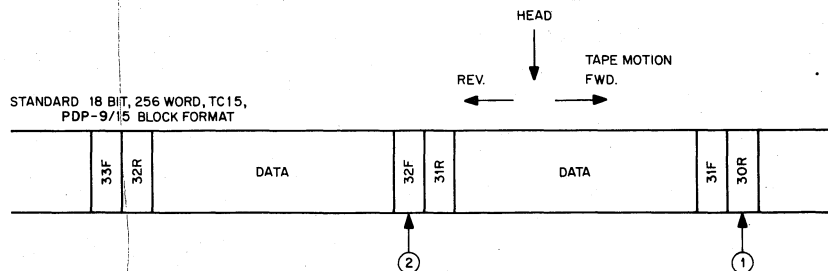 HEAD
TAPE MOTION
REV.
FWD.
STANDARD 18 BIT, 256 WORD, TC15,
PDP-9/15 BLOCK FORMAT
33F 32R DATA 32F 31R DATA 31F 30R
2 1